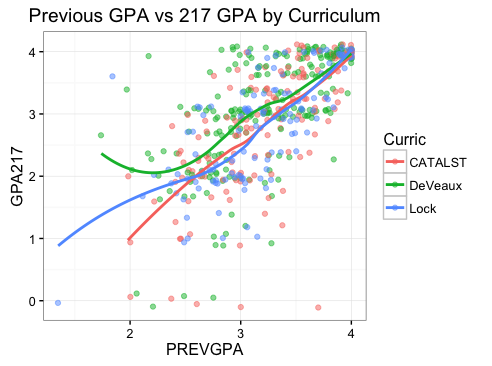 Previous GPA vs 217 GPA by Curriculum
GPA217
4
3
2
1
0
2
3
4
PREVGPA
Curric
CATALST
DeVeaux
Lock